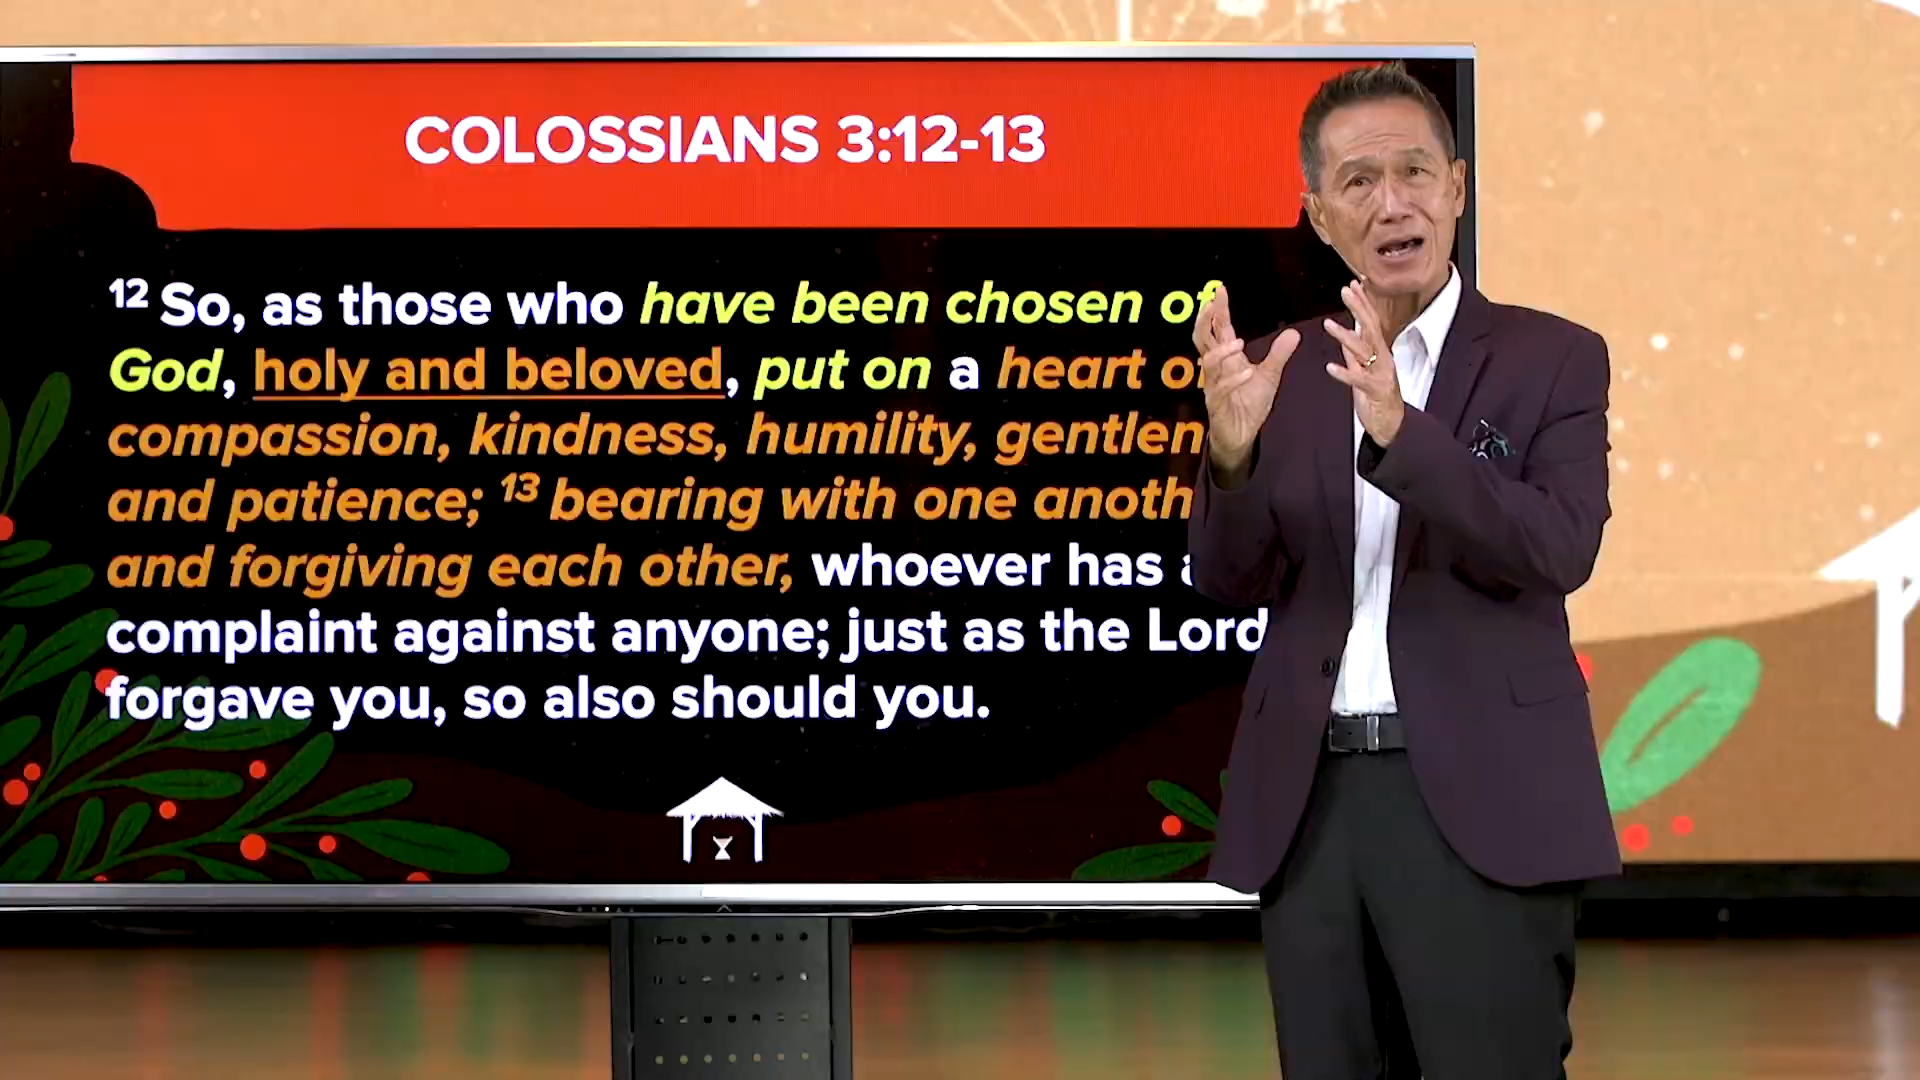 COLOSSIANS 3:12-13
12 So, as those who have been chosen of
God, holy and beloved, put on a heart of
compassion, kindness, humility, gentlen
and patience; 13 bearing with one anoth
and forgiving each other, whoever has a
complaint against anyone; just as the Lord
forgave you, so also should you.